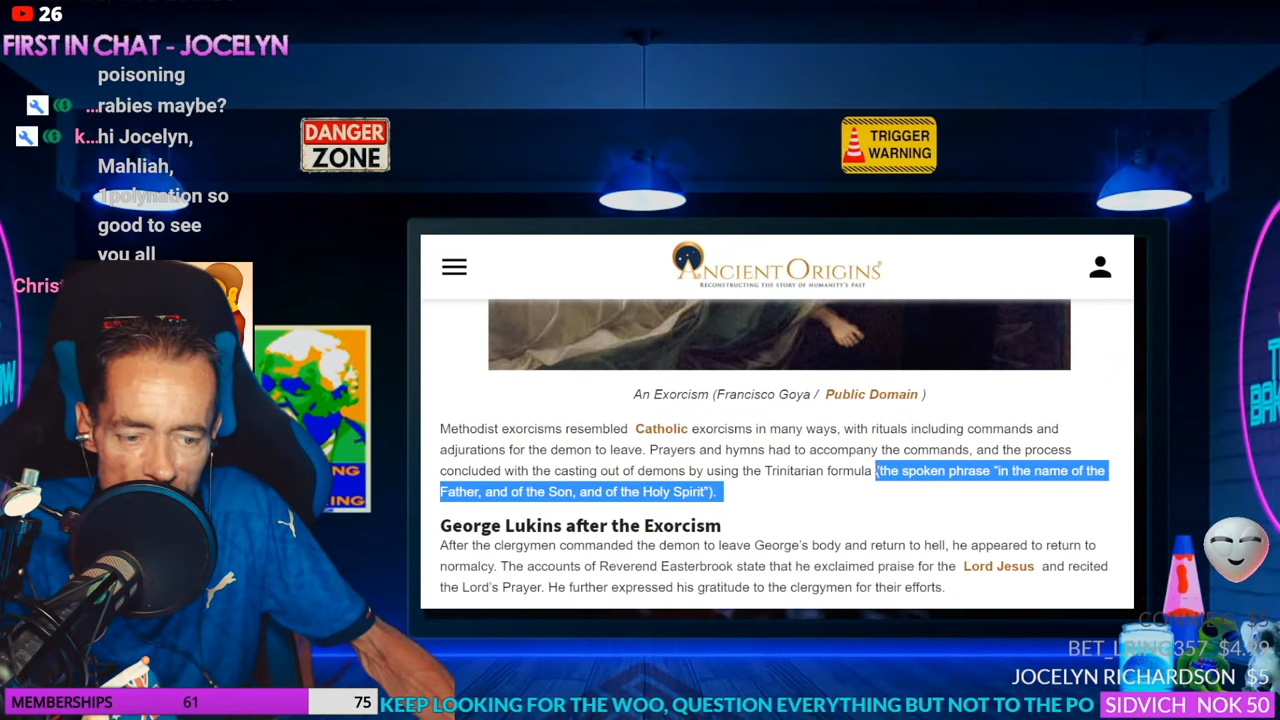 26
FIRST IN CHAT - JOCELYN
poisoning
...rabies maybe?
k...hi Jocelyn,
Mahliah,
1polynation so
good to see
you all
Chris
DANGER
ZONE
TRIGGER
WARNING
ANCIENT ORIGINS
RECONSTRUCTING THE STORY OF HUMANITY'S PAST
An Exorcism (Francisco Goya / Public Domain )
Methodist exorcisms resembled Catholic exorcisms in many ways, with rituals including commands and
adjurations for the demon to leave. Prayers and hymns had to accompany the commands, and the process
concluded with the casting out of demons by using the Trinitarian formula (the spoken phrase “in the name of the
Father, and of the Son, and of the Holy Spirit”).
George Lukins after the Exorcism
After the clergymen commanded the demon to leave George’s body and return to hell, he appeared to return to
normalcy. The accounts of Reverend Easterbrook state that he exclaimed praise for the Lord Jesus and recited
the Lord’s Prayer. He further expressed his gratitude to the clergymen for their efforts.
BET_LRING357 $4.99
JOCELYN RICHARDSON $5
MEMBERSHIPS 61 75
KEEP LOOKING FOR THE WOO, QUESTION EVERYTHING BUT NOT TO THE PO
SIDVICH NOK 50